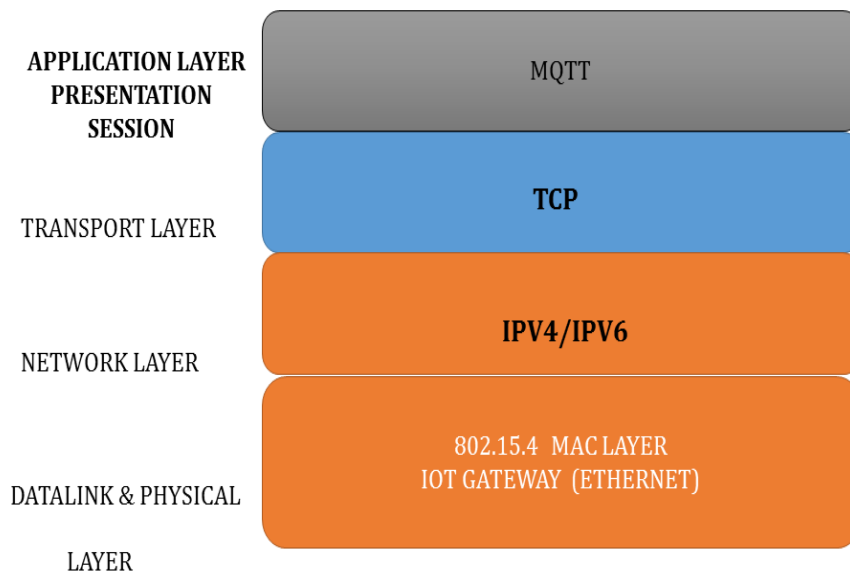 APPLICATION LAYER
PRESENTATION
SESSION
MQTT
TRANSPORT LAYER
TCP
NETWORK LAYER
IPV4/IPV6
DATALINK & PHYSICAL
LAYER
802.15.4 MAC LAYER
IOT GATEWAY (ETHERNET)